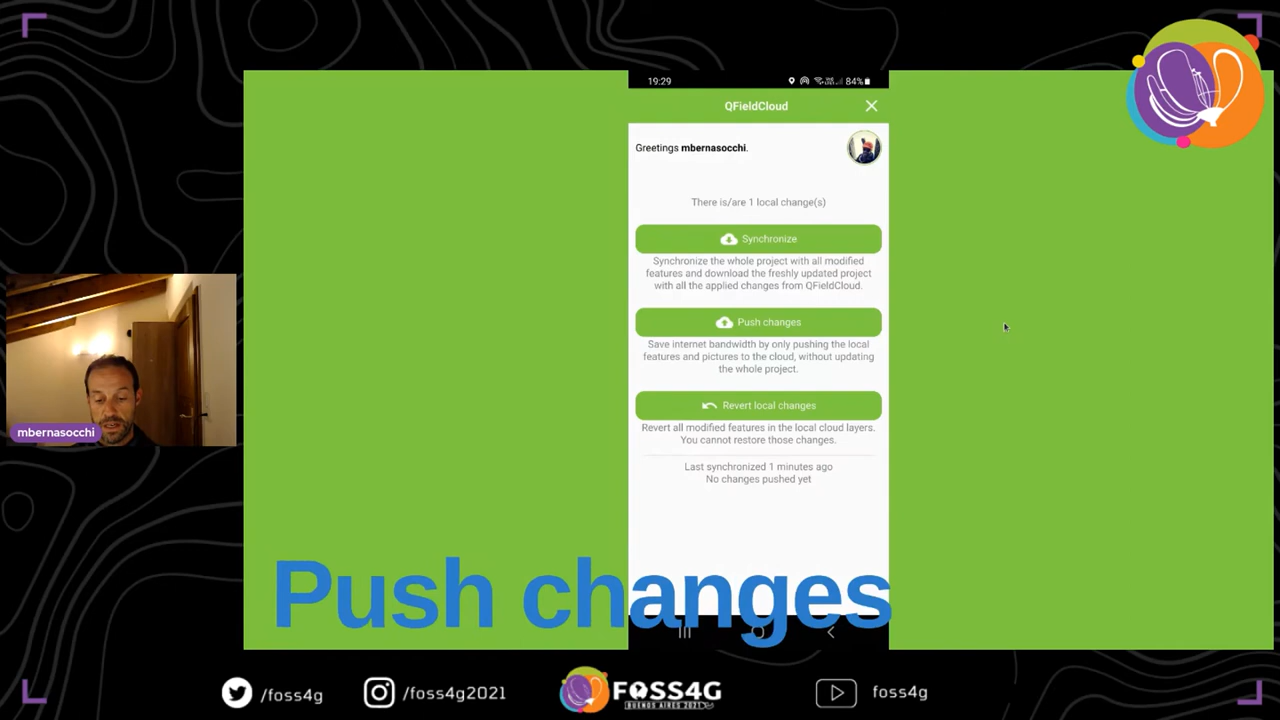 19:29
84%
QFieldCloud
Greetings mbernasocchi.
There is/are 1 local change(s)
Synchronize
Synchronize the whole project with all modified
features and download the freshly updated project
with all the applied changes from QFieldCloud.
Push changes
Save internet bandwidth by only pushing the local
features and pictures to the cloud, without updating
the whole project.
Revert local changes
Revert all modified features in the local cloud layers.
You cannot restore those changes.
Last synchronized 1 minutes ago
No changes pushed yet
mbernasocchi
Push changes
/foss4g
/foss4g2021
FOSS4G
BUENOS AIRES 2021
foss4g